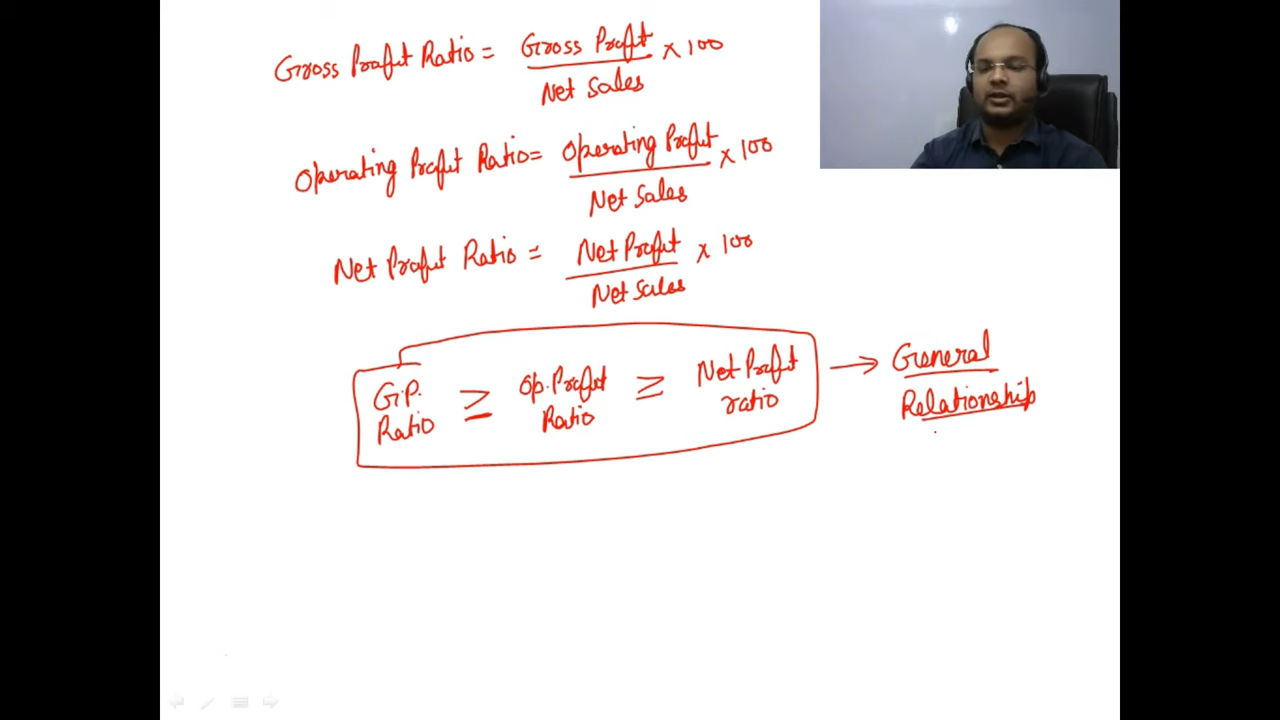 Gross Profit Ratio = Gross Profit / Net Sales × 100
Operating Profit Ratio = Operating Profit / Net Sales × 100
Net Profit Ratio = Net Profit / Net Sales × 100
G.P. Ratio ≥ Op. Profit Ratio ≥ Net Profit ratio → General Relationship